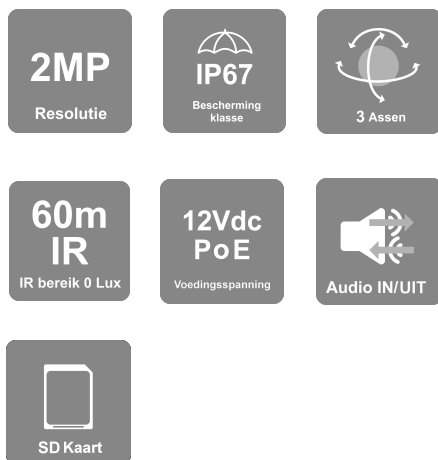 2MP
Resolutie
IP67
Bescherming
klasse
3 Assen
60m
IR
IR bereik 0 Lux
12Vdc
PoE
Voedingsspanning
Audio IN/UIT
SD Kaart